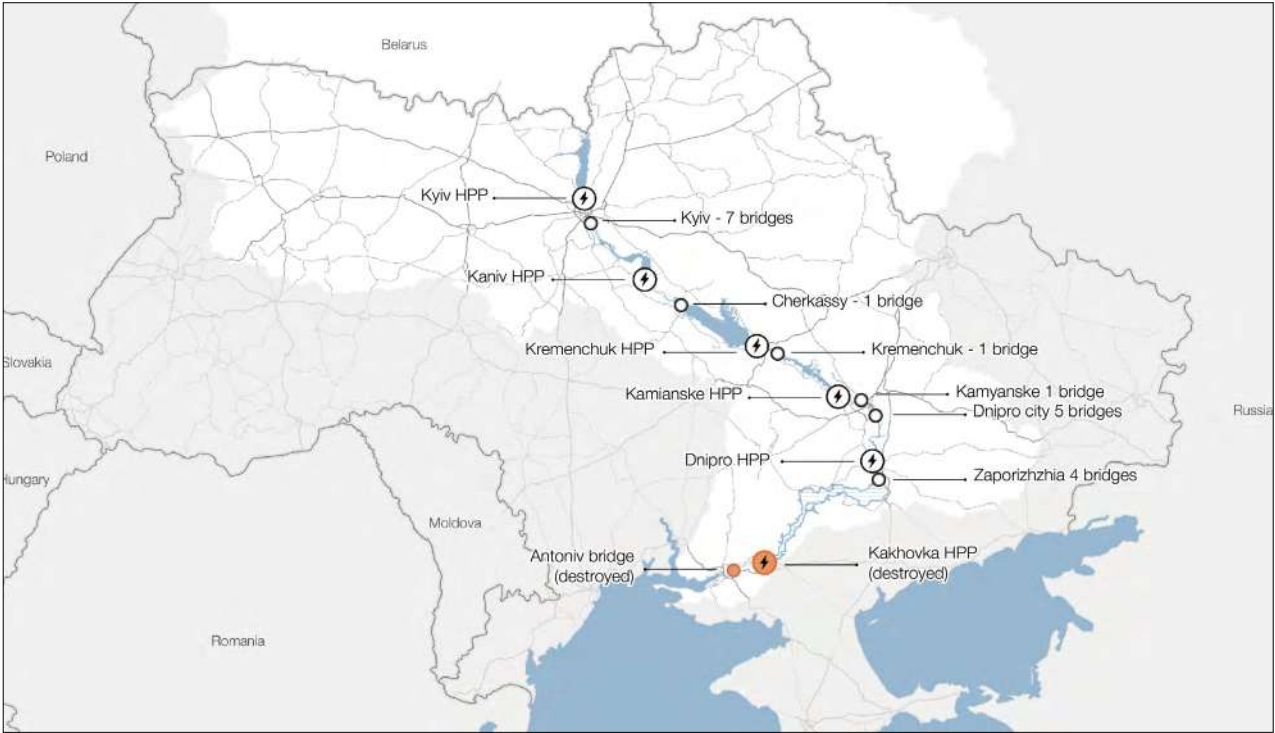 Belarus
Poland
Kyiv HPP
Kyiv - 7 bridges
Kaniv HPP
Cherkassy - 1 bridge
Kremenchuk HPP
Kremenchuk - 1 bridge
Slovakia
Kamianske HPP
Kamyanske 1 bridge
Dnipro city 5 bridges
Russia
Dnipro HPP
Zaporizhzhia 4 bridges
Hungary
Moldova
Antoniv bridge
(destroyed)
Kakhovka HPP
(destroyed)
Romania